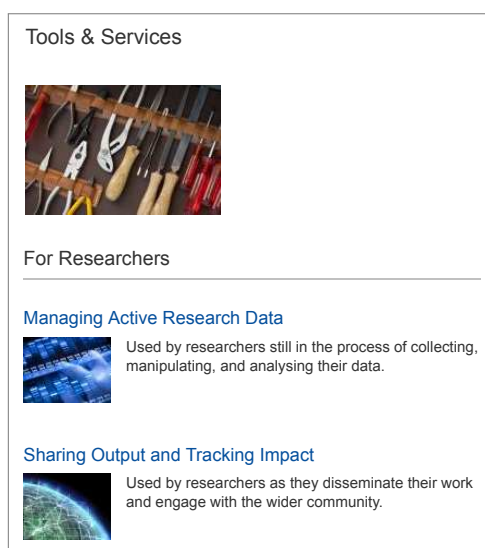 Tools & Services
For Researchers
Managing Active Research Data
Used by researchers still in the process of collecting,
manipulating, and analysing their data.
Sharing Output and Tracking Impact
Used by researchers as they disseminate their work
and engage with the wider community.